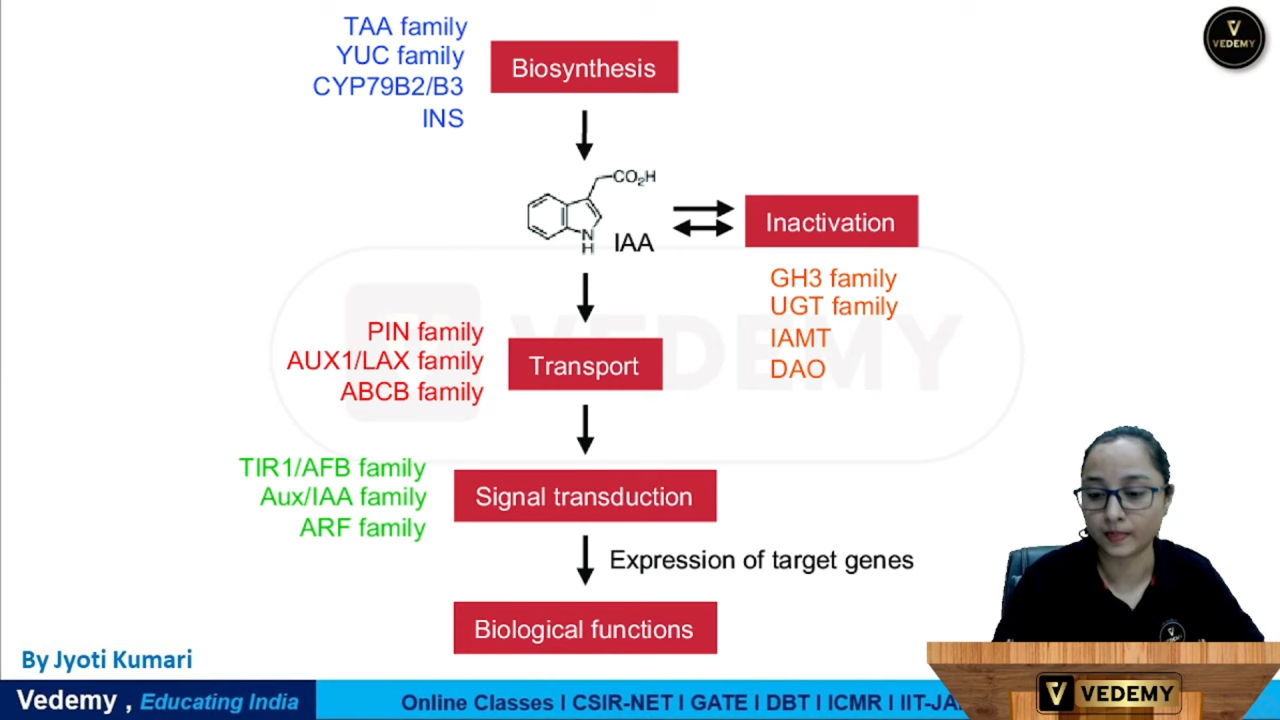 TAA family
YUC family
CYP79B2/B3
INS
Biosynthesis
V
VEDEMY
CO₂H
N
H
IAA
Inactivation
GH3 family
UGT family
IAMT
DAO
PIN family
AUX1/LAX family
ABCB family
Transport
VEDEMY
TIR1/AFB family
Aux/IAA family
ARF family
Signal transduction
Expression of target genes
Biological functions
By Jyoti Kumari
Vedemy , Educating India
Online Classes I CSIR-NET I GATE I DBT I ICMR I IIT-JA
V VEDEMY